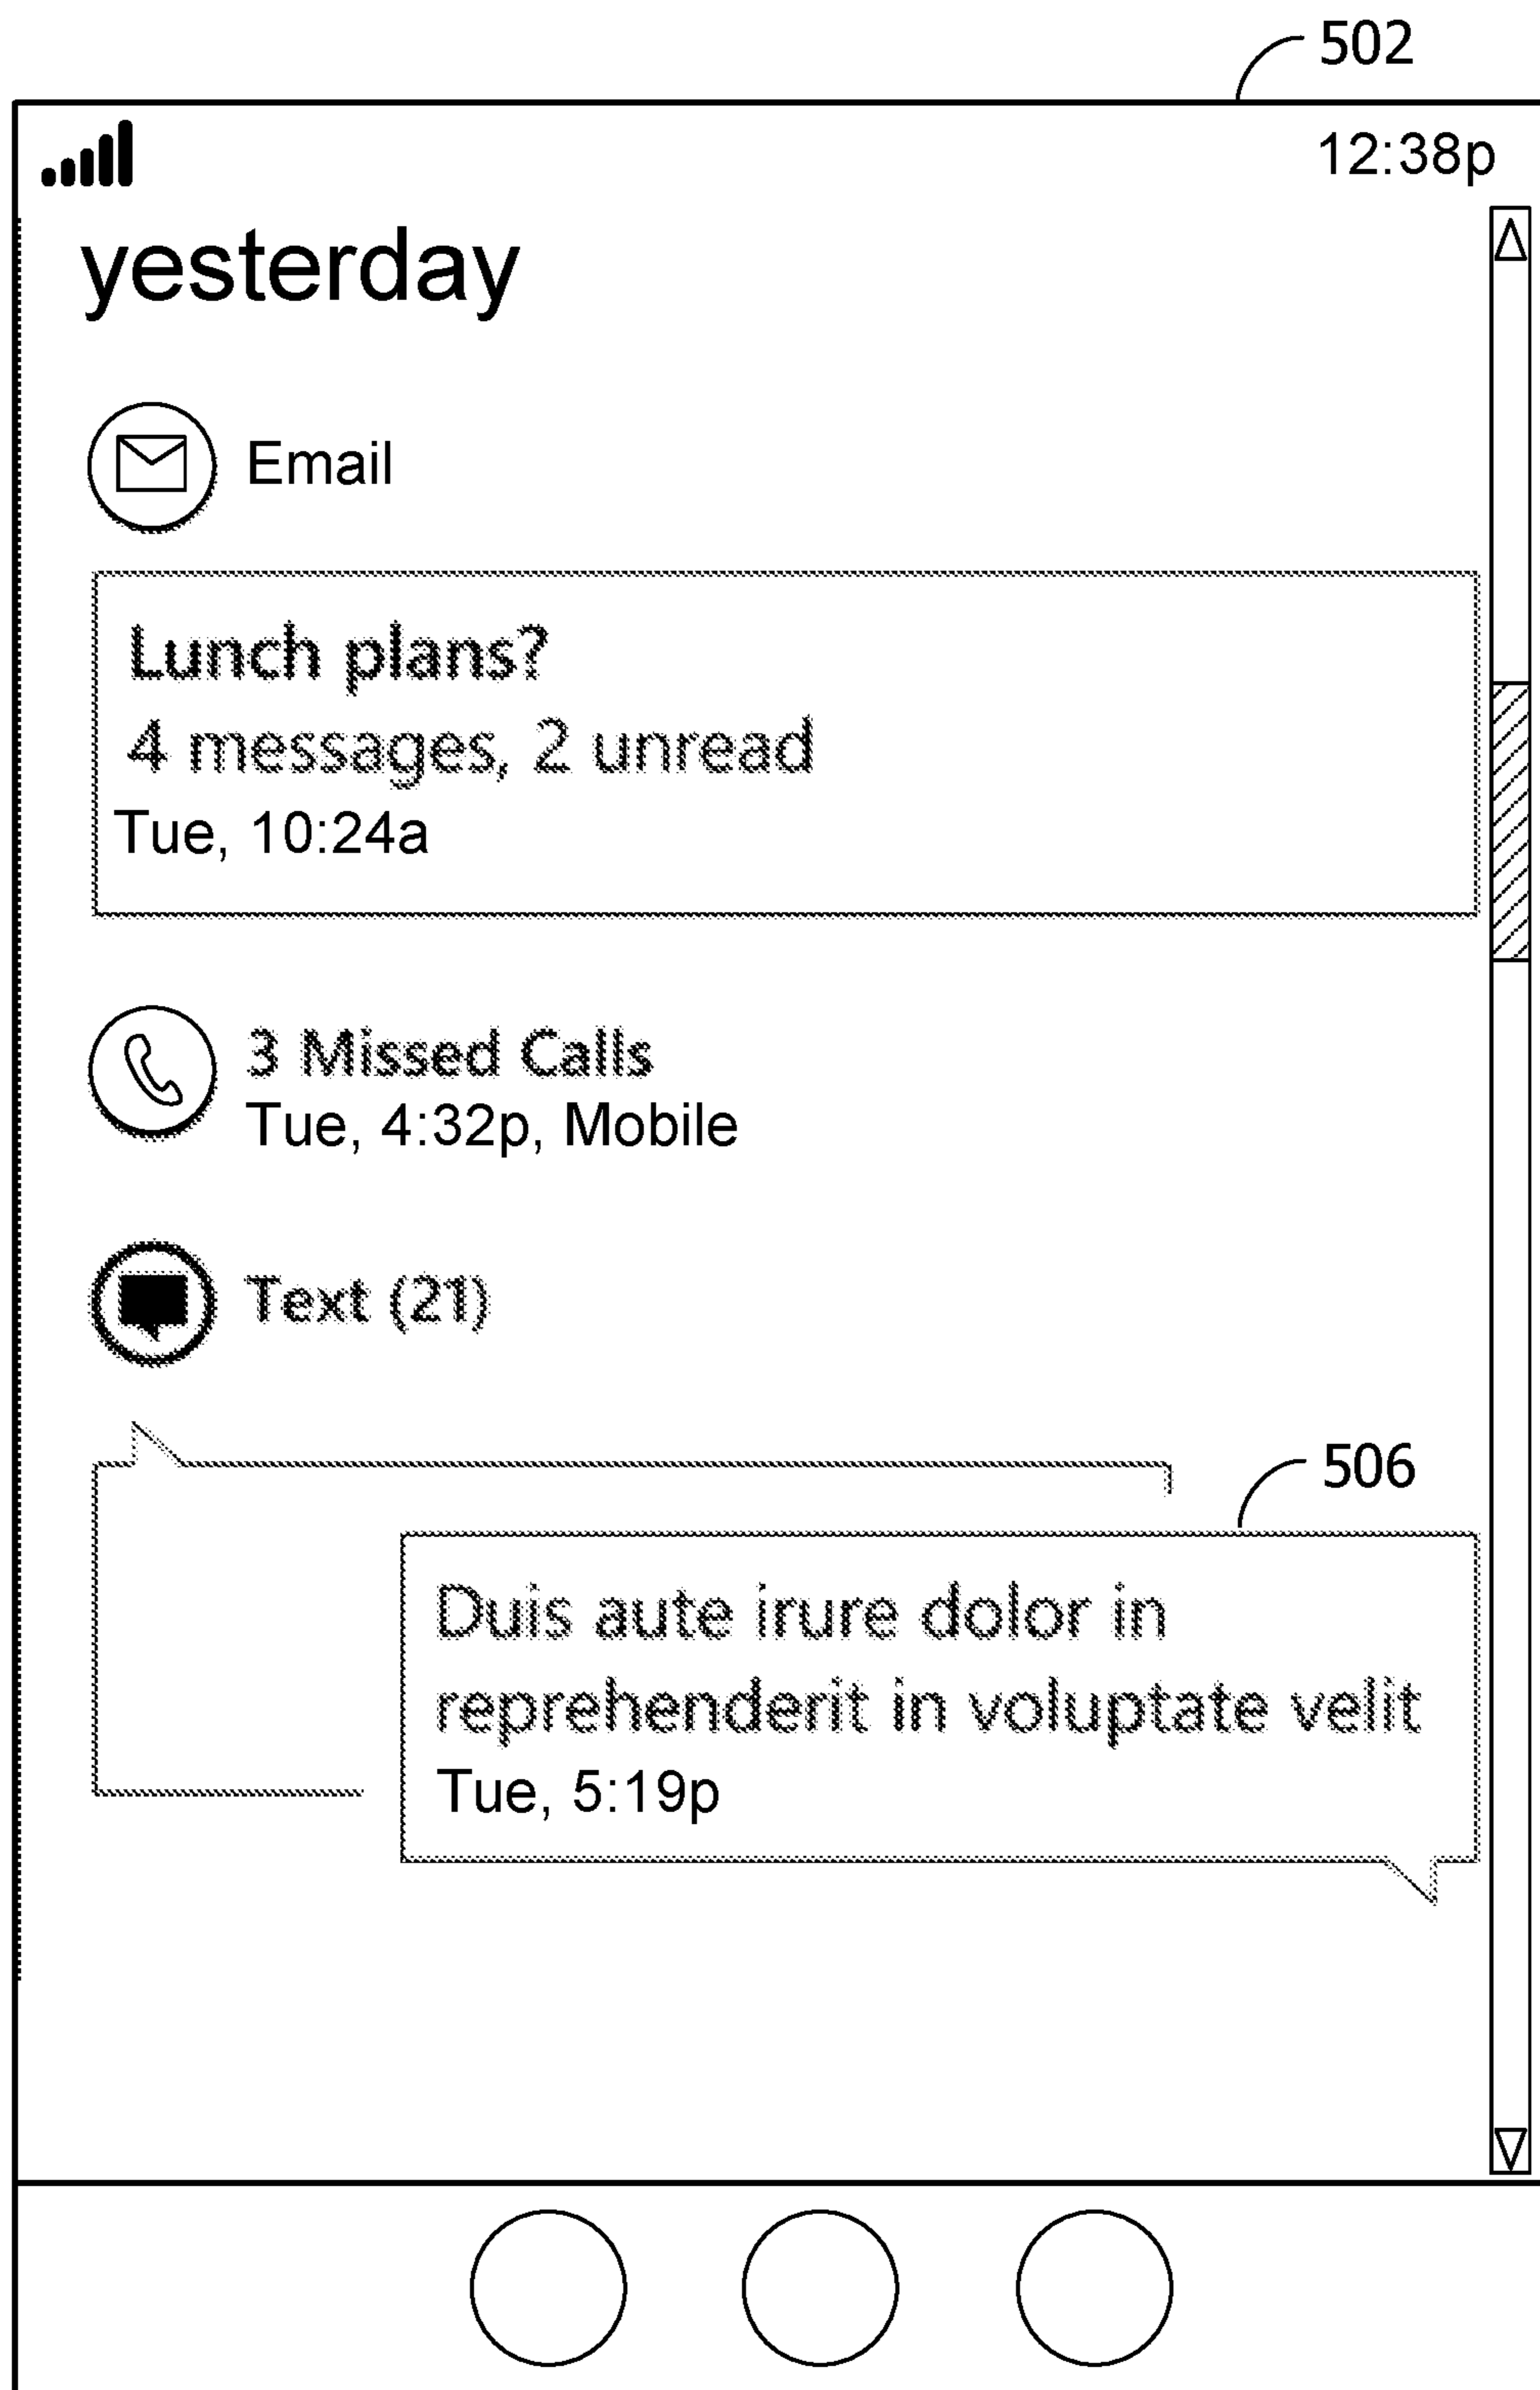 502
12:38p
yesterday
Email
Lunch plans?
4 messages, 2 unread
Tue, 10:24a
3 Missed Calls
Tue, 4:32p, Mobile
Text (21)
506
Duis aute irure dolor in
reprehenderit in voluptate velit
Tue, 5:19p